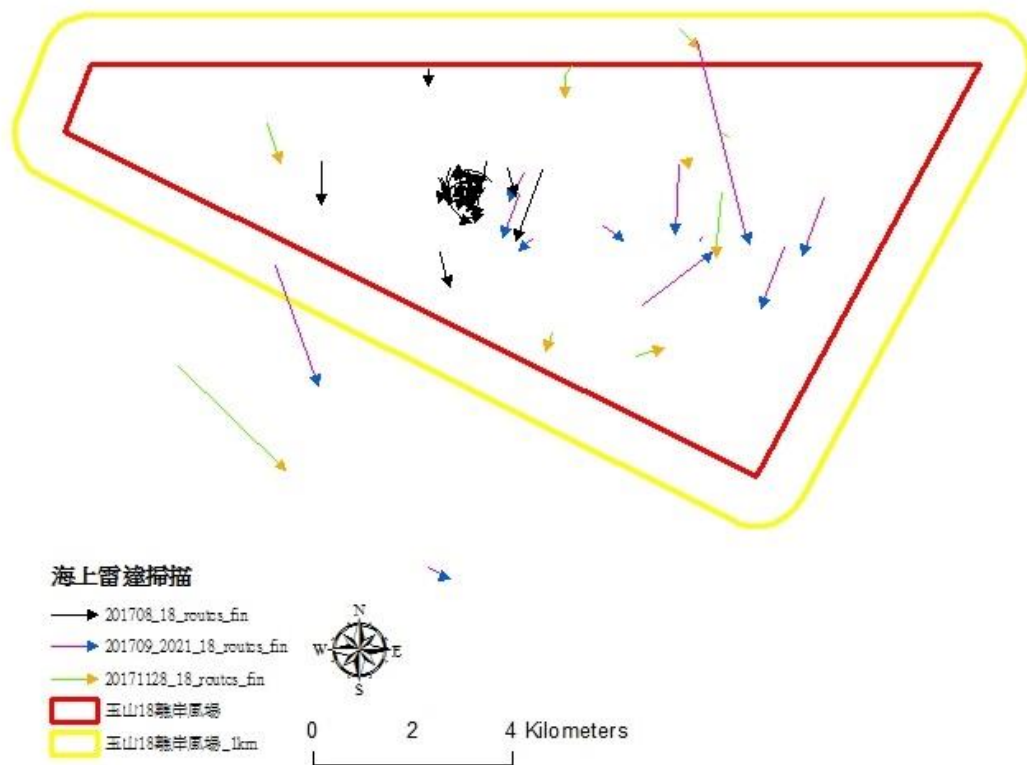 海上雷達掃描
201708_18_routes_fin
201709_2021_18_routes_fin
20171128_18_routes_fin
玉山18離岸風場
玉山18離岸風場_1km
N
W E
S
0 2 4 Kilometers